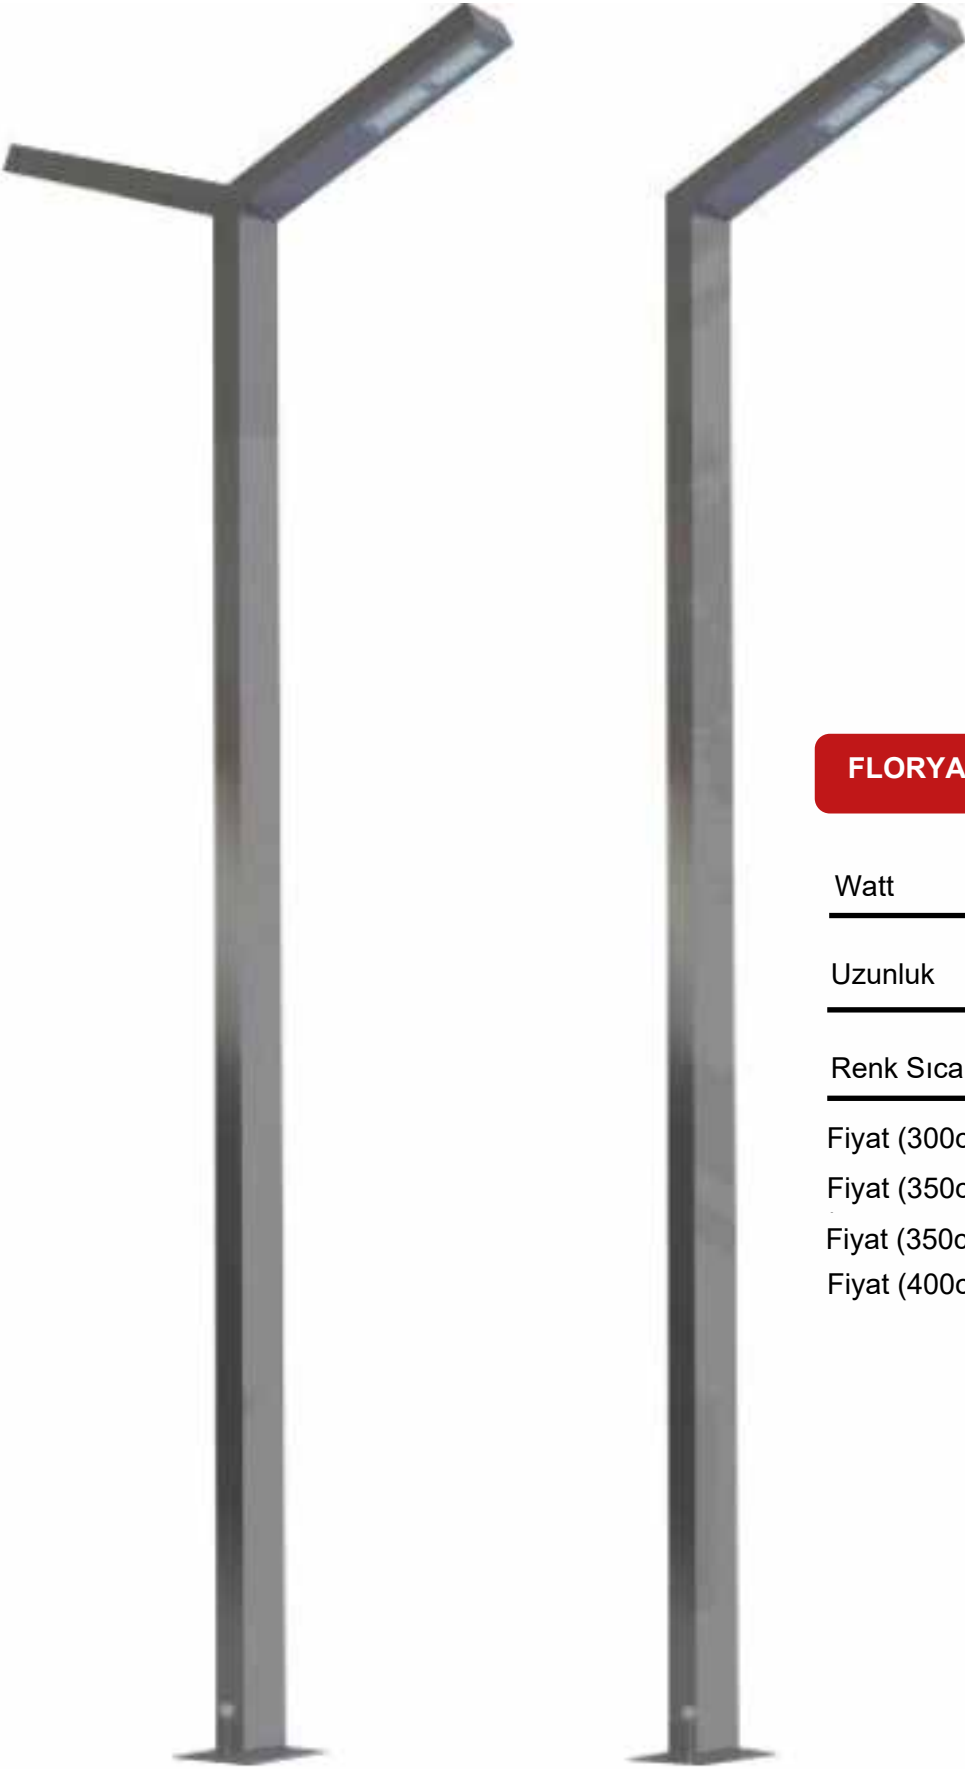 FLORYA
Watt
Uzunluk
Renk Sıca
Fiyat (300c
Fiyat (350c
Fiyat (350c
Fiyat (400c